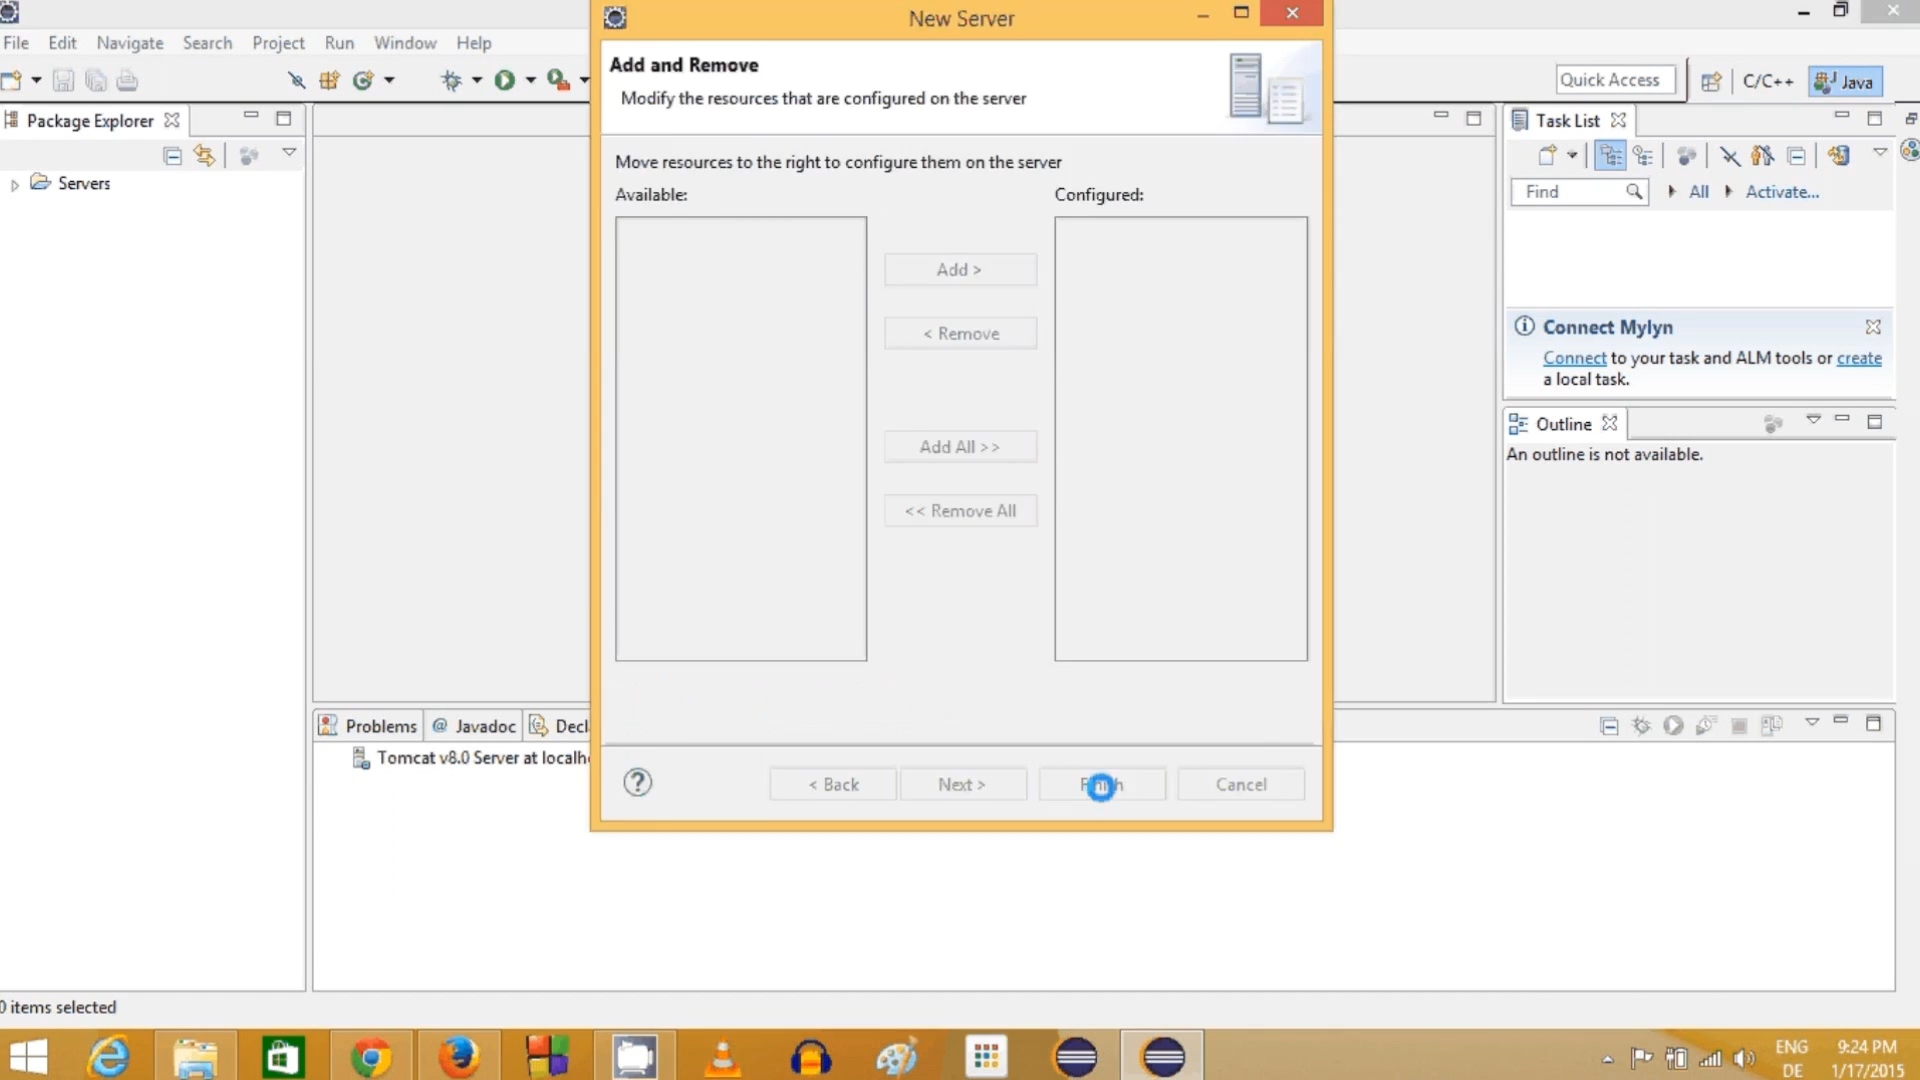 New Server
File Edit Navigate Search Project Run Window Help
Add and Remove
Modify the resources that are configured on the server
Quick Access
C/C++
Java
Package Explorer
Servers
Move resources to the right to configure them on the server
Available:
Configured:
Add >
< Remove
Add All >>
<< Remove All
Task List
Find
All
Activate...
Connect Mylyn
Connect to your task and ALM tools or create
a local task.
Outline
An outline is not available.
Problems
@ Javadoc
Tomcat v8.0 Server at
< Back
Next >
Cancel
0 items selected
ENG
DE
9:24 PM
1/17/2015